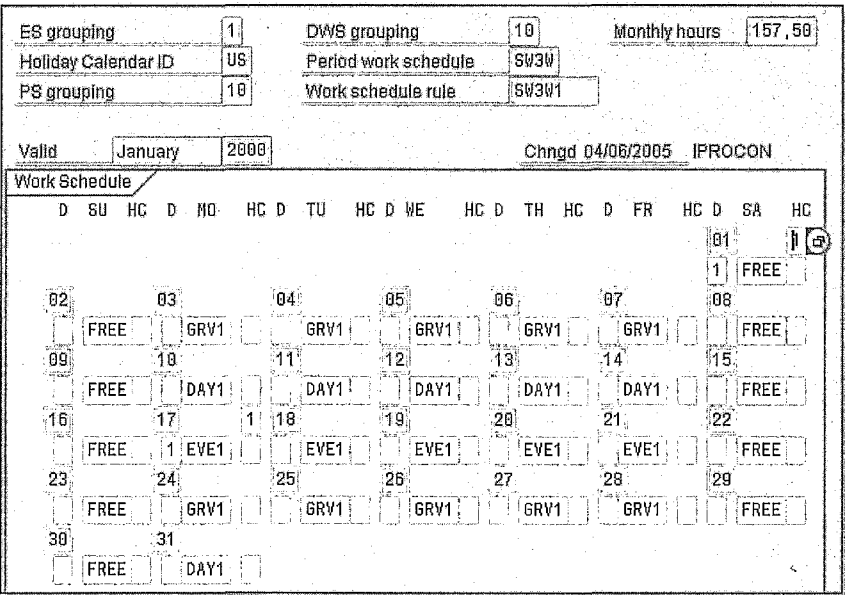 ES grouping 1 DWS grouping 10 Monthly hours 157,50
Holiday Calendar ID US Period work schedule SW3W
PS grouping 10 Work schedule rule SW3W1
Valid January 2000 Chngd 04/06/2005 IPROCON
Work Schedule
D SU HC D MO HC D TU HC D WE HC D TH HC D FR HC D SA HC
01 1
1 FREE
02 03 04 05 06 07 08
FREE GRV1 GRV1 GRV1 GRV1 GRV1 FREE
09 10 11 12 13 14 15
FREE DAY1 DAY1 DAY1 DAY1 DAY1 FREE
16 17 1 18 19 20 21 22
FREE 1 EVE1 EVE1 EVE1 EVE1 EVE1 FREE
23 24 25 26 27 28 29
FREE GRV1 GRV1 GRV1 GRV1 GRV1 FREE
30 31
FREE DAY1